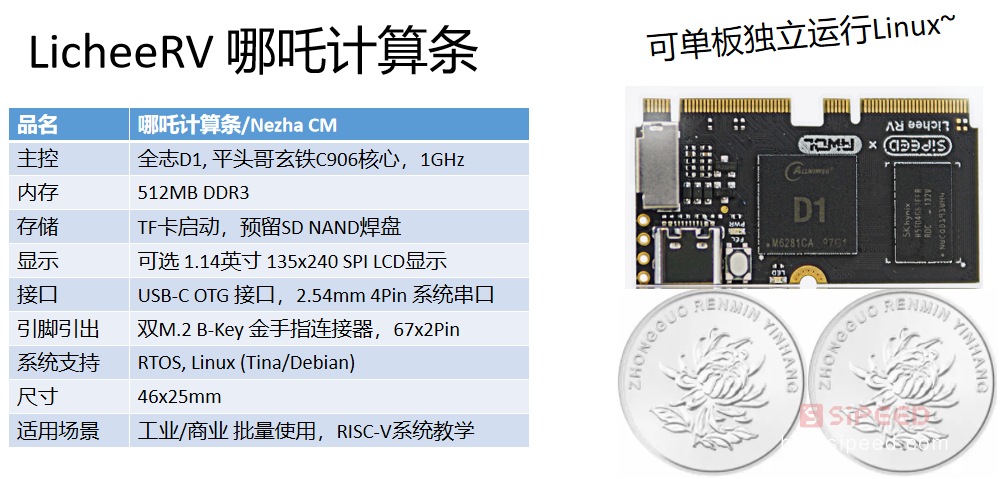 LicheeRV 哪吒计算条
可单板独立运行Linux~
品名 哪吒计算条/Nezha CM
主控 全志D1, 平头哥玄铁C906核心，1GHz
内存 512MB DDR3
存储 TF卡启动，预留SD NAND焊盘
显示 可选 1.14英寸 135x240 SPI LCD显示
接口 USB-C OTG 接口，2.54mm 4Pin 系统串口
引脚引出 双M.2 B-Key 金手指连接器，67x2Pin
系统支持 RTOS, Linux (Tina/Debian)
尺寸 46x25mm
适用场景 工业/商业 批量使用，RISC-V系统教学
Lichee RV
SiPEED
×
AWOL
ALLWINNER
D1
SKhynix
PWR
FEL
LED
ZHONGGUO RENMIN YINHANG
ZHONGGUO RENMIN YINHANG
SiPEED
sipeed.com